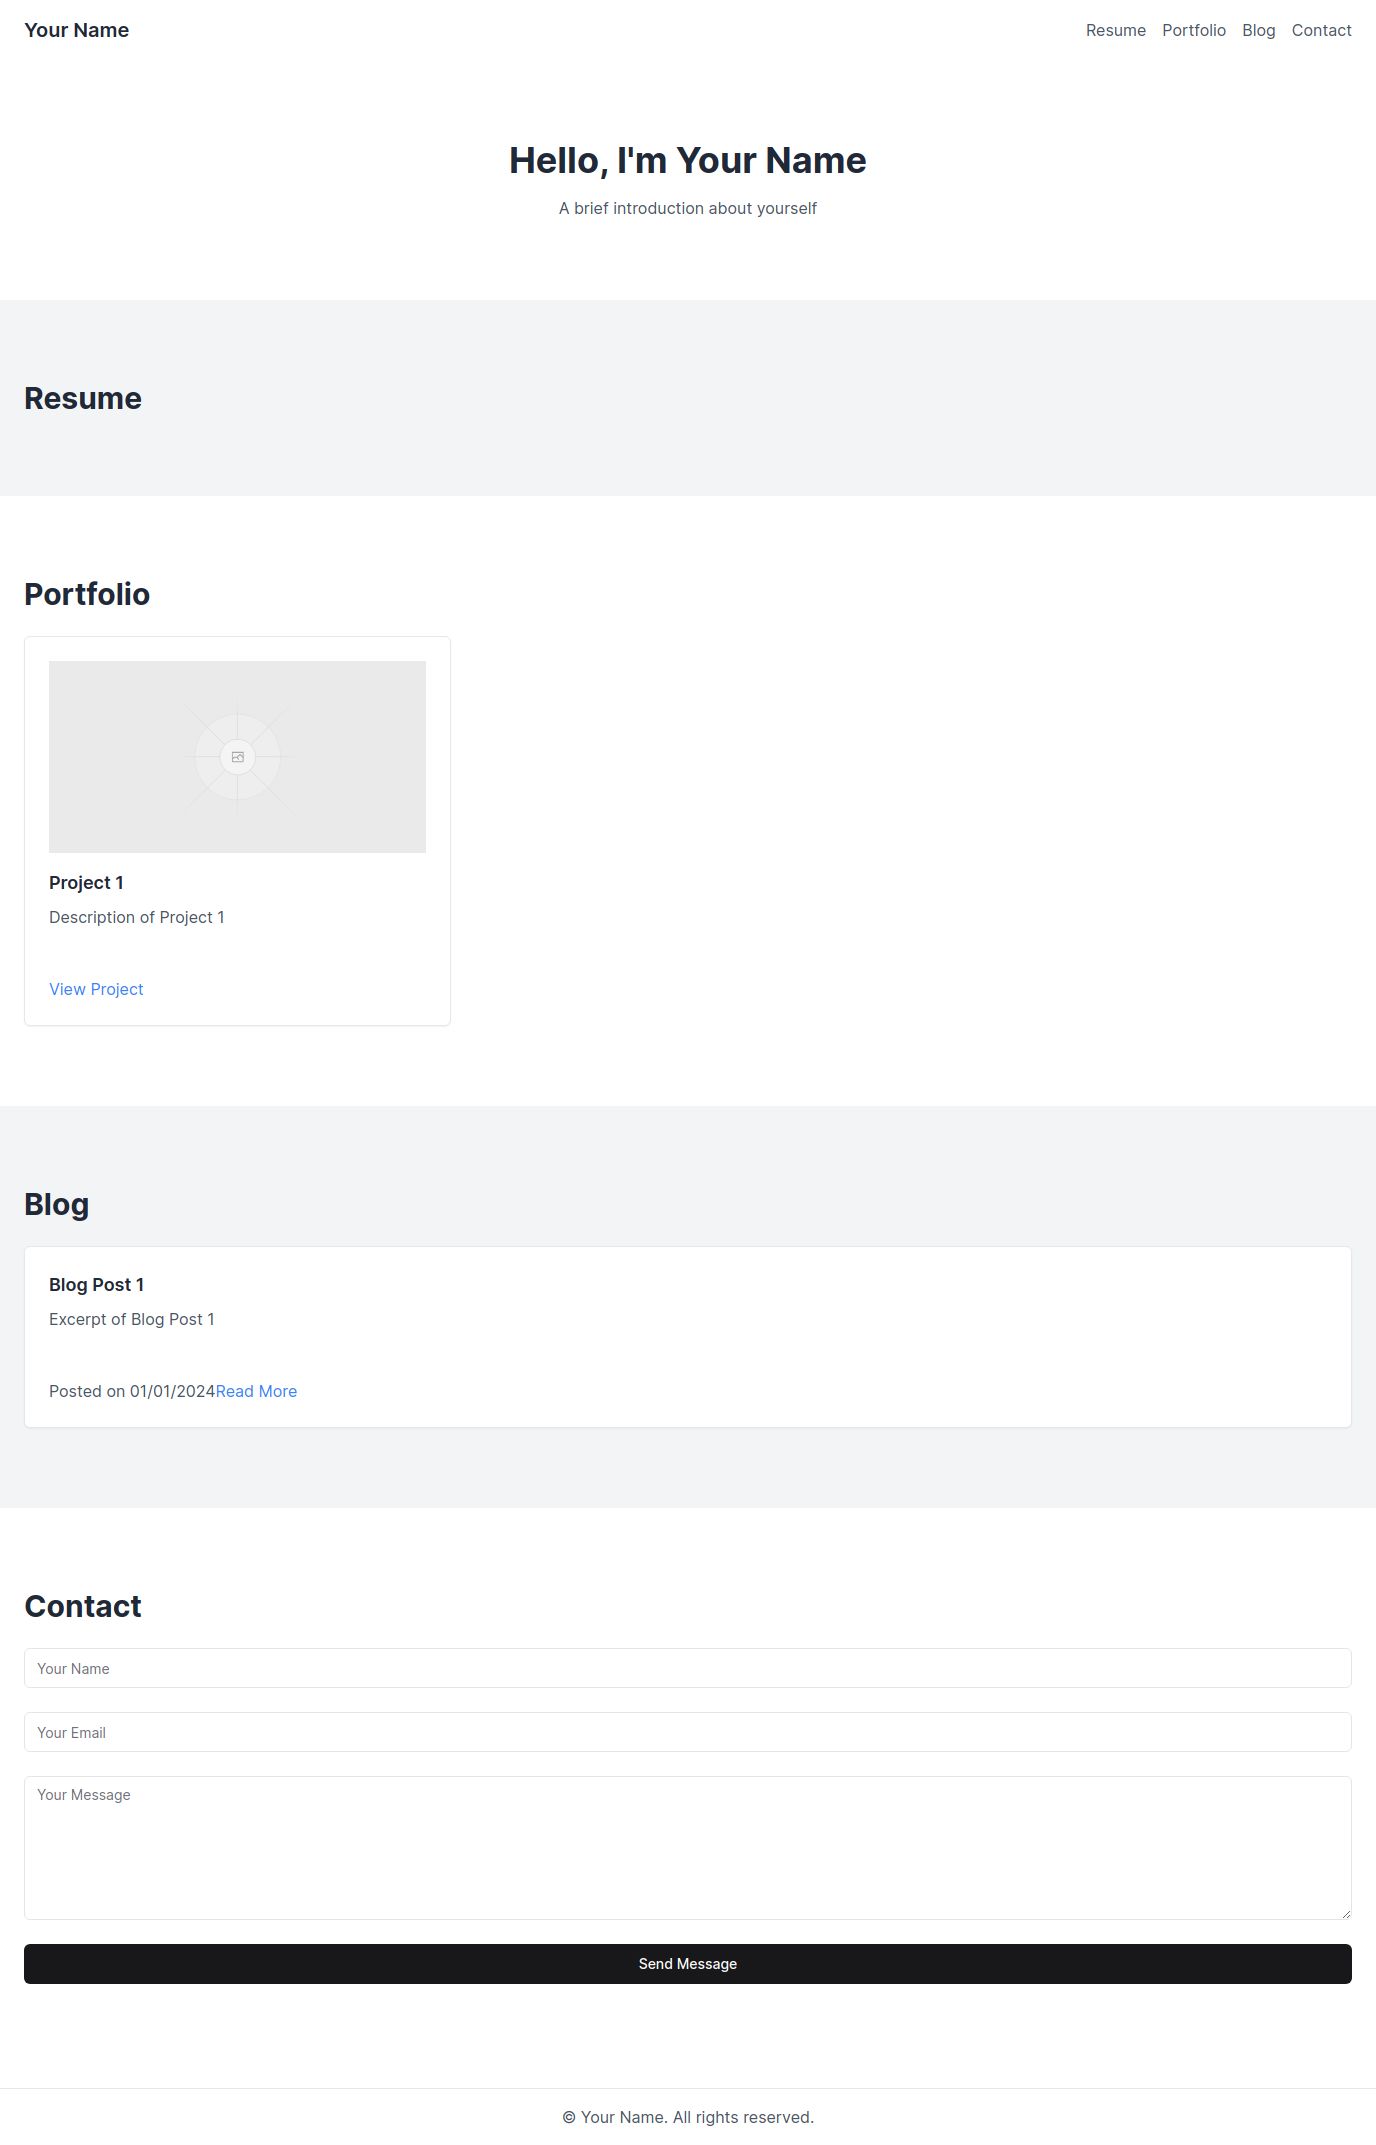 Your Name
Resume Portfolio Blog Contact
Hello, I'm Your Name
A brief introduction about yourself
Resume
Portfolio
Project 1
Description of Project 1
View Project
Blog
Blog Post 1
Excerpt of Blog Post 1
Posted on 01/01/2024Read More
Contact
Your Name
Your Email
Your Message
Send Message
© Your Name. All rights reserved.